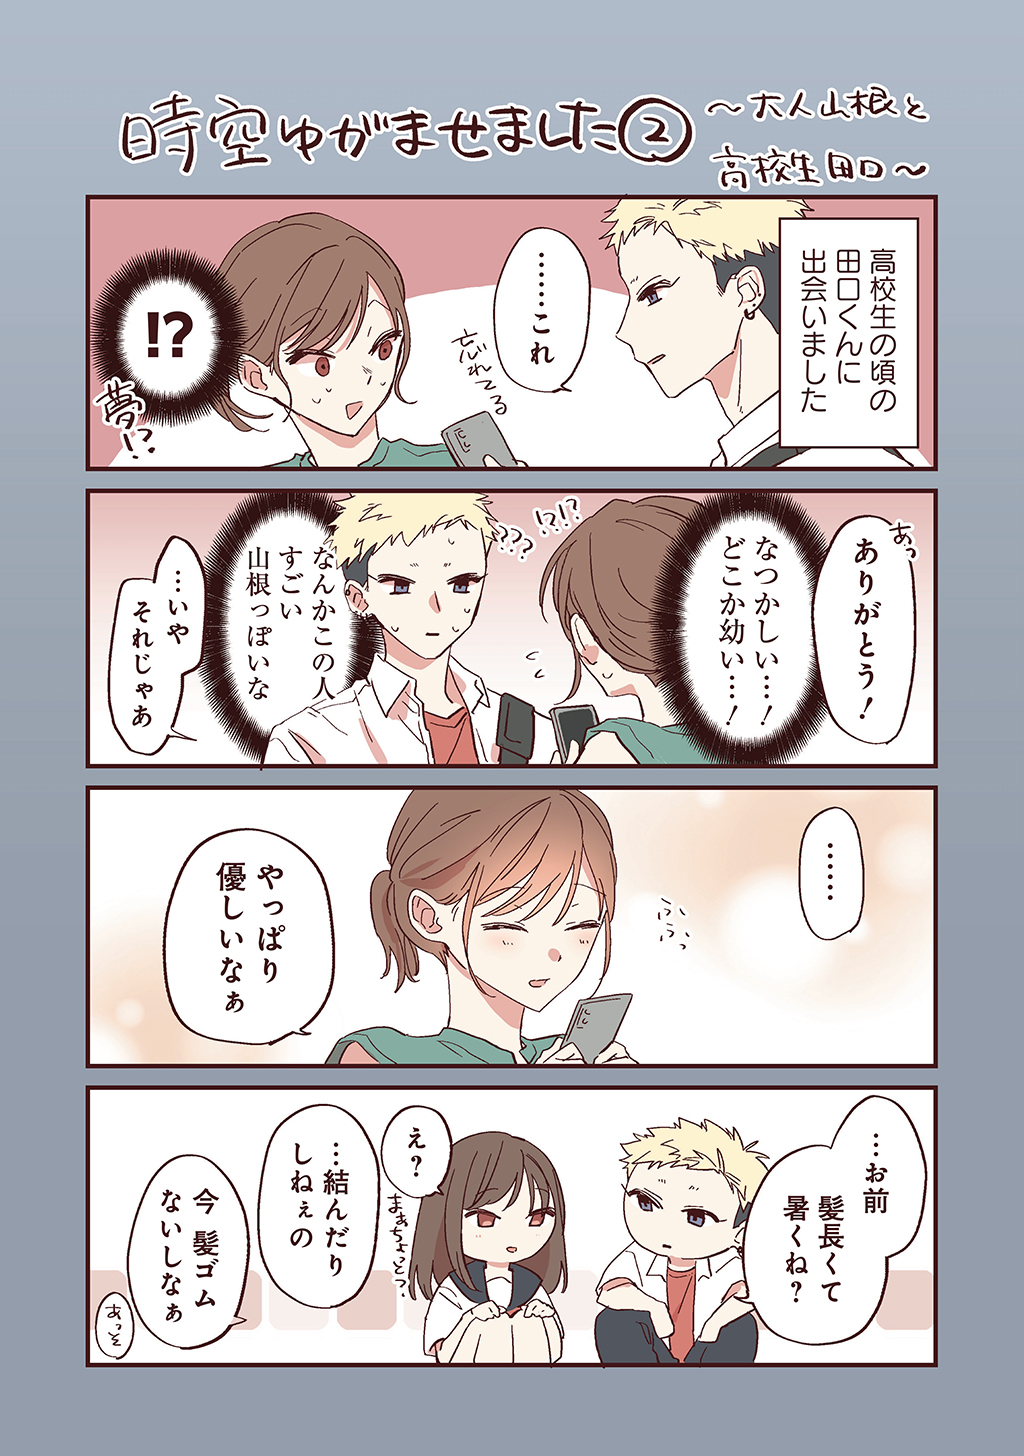 時空ゆがませました②
~大人山根と
高校生田口~
高校生の頃の
田口くんに
出会いました
………これ
忘れてる
!?
夢!?
あっ
ありがとう!
なつかしい…!
どこか幼い…!
!?!?
???
なんかこの人
すごい
山根っぽいな
…いや
それじゃあ
……
ふふふっ
やっぱり
優しいなぁ
…お前
髪長くて
暑くね?
え?
まぁちょっとっ
…結んだり
しねぇの
今 髪ゴム
ないしなぁ
あっそ